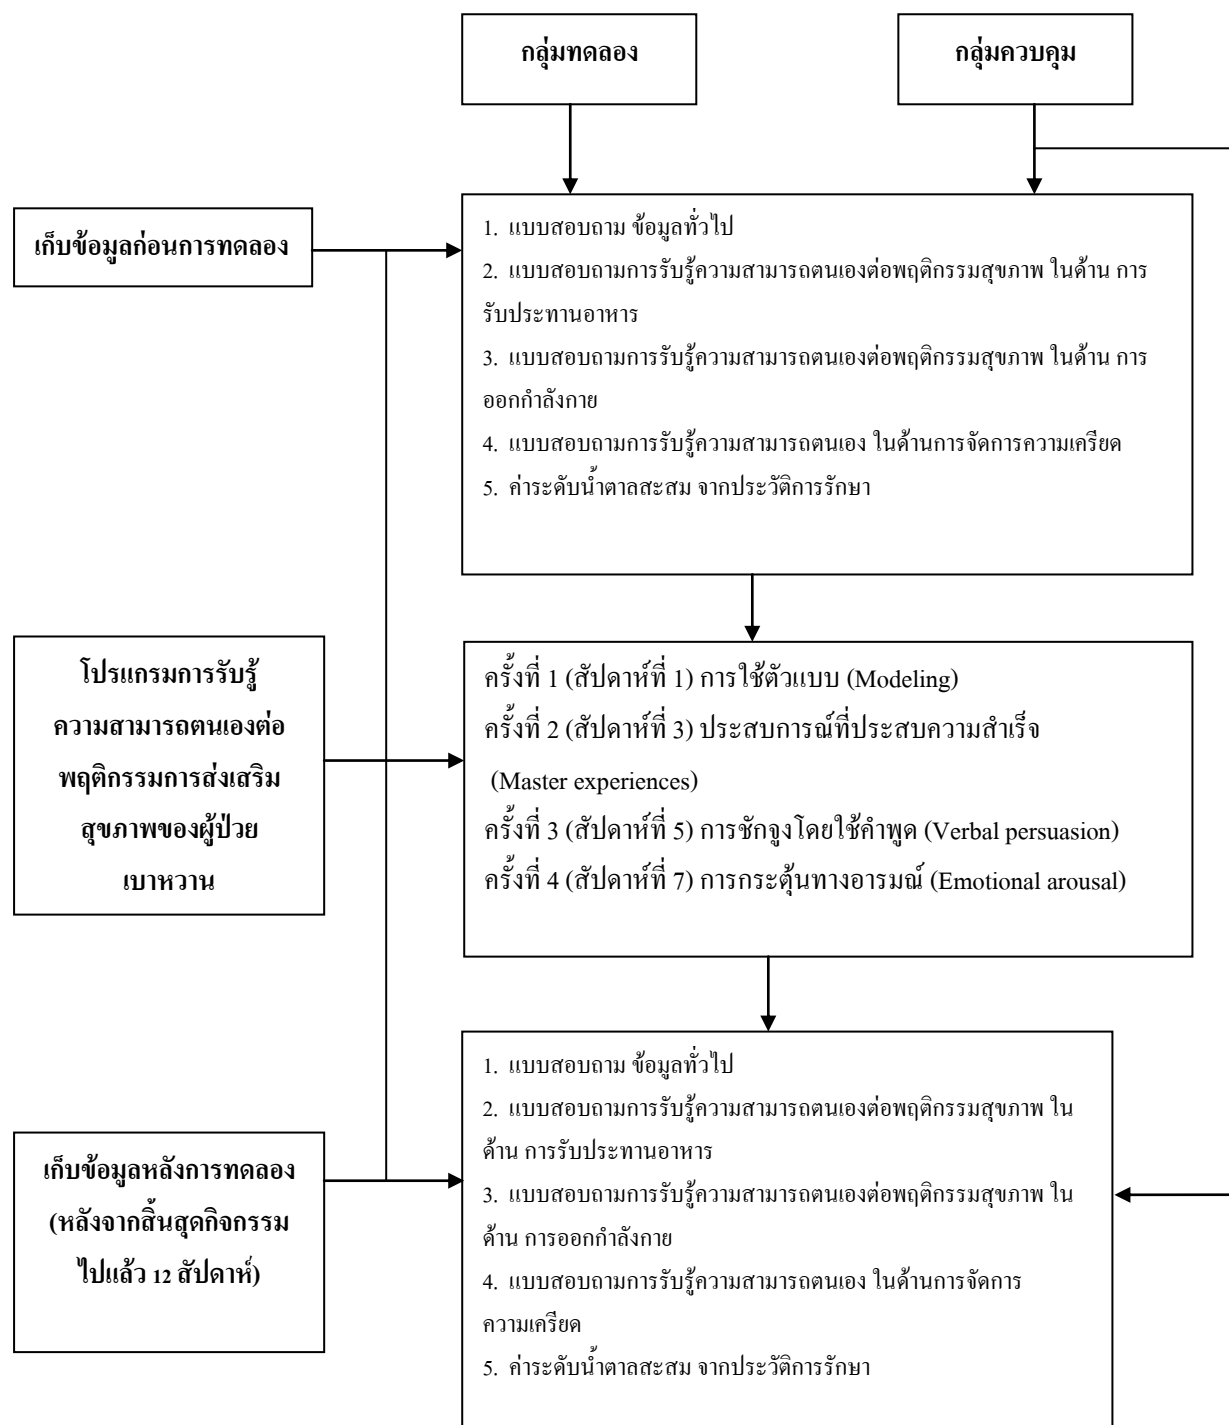 กลุ่มทดลอง
กลุ่มควบคุม
เก็บข้อมูลก่อนการทดลอง
1. แบบสอบถาม ข้อมูลทั่วไป
2. แบบสอบถามการรับรู้ความสามารถตนเองต่อพฤติกรรมสุขภาพ ในด้าน การ
รับประทานอาหาร
3. แบบสอบถามการรับรู้ความสามารถตนเองต่อพฤติกรรมสุขภาพ ในด้าน การ
ออกกำลังกาย
4. แบบสอบถามการรับรู้ความสามารถตนเอง ในด้านการจัดการความเครียด
5. ค่าระดับน้ำตาลสะสม จากประวัติการรักษา
โปรแกรมการรับรู้
ความสามารถตนเองต่อ
พฤติกรรมการส่งเสริม
สุขภาพของผู้ป่วย
เบาหวาน
ครั้งที่ 1 (สัปดาห์ที่ 1) การใช้ตัวแบบ (Modeling)
ครั้งที่ 2 (สัปดาห์ที่ 3) ประสบการณ์ที่ประสบความสำเร็จ
(Master experiences)
ครั้งที่ 3 (สัปดาห์ที่ 5) การชักจูงโดยใช้คำพูด (Verbal persuasion)
ครั้งที่ 4 (สัปดาห์ที่ 7) การกระตุ้นทางอารมณ์ (Emotional arousal)
เก็บข้อมูลหลังการทดลอง
(หลังจากสิ้นสุดกิจกรรม
ไปแล้ว 12 สัปดาห์)
1. แบบสอบถาม ข้อมูลทั่วไป
2. แบบสอบถามการรับรู้ความสามารถตนเองต่อพฤติกรรมสุขภาพ ใน
ด้าน การรับประทานอาหาร
3. แบบสอบถามการรับรู้ความสามารถตนเองต่อพฤติกรรมสุขภาพ ใน
ด้าน การออกกำลังกาย
4. แบบสอบถามการรับรู้ความสามารถตนเอง ในด้านการจัดการ
ความเครียด
5. ค่าระดับน้ำตาลสะสม จากประวัติการรักษา